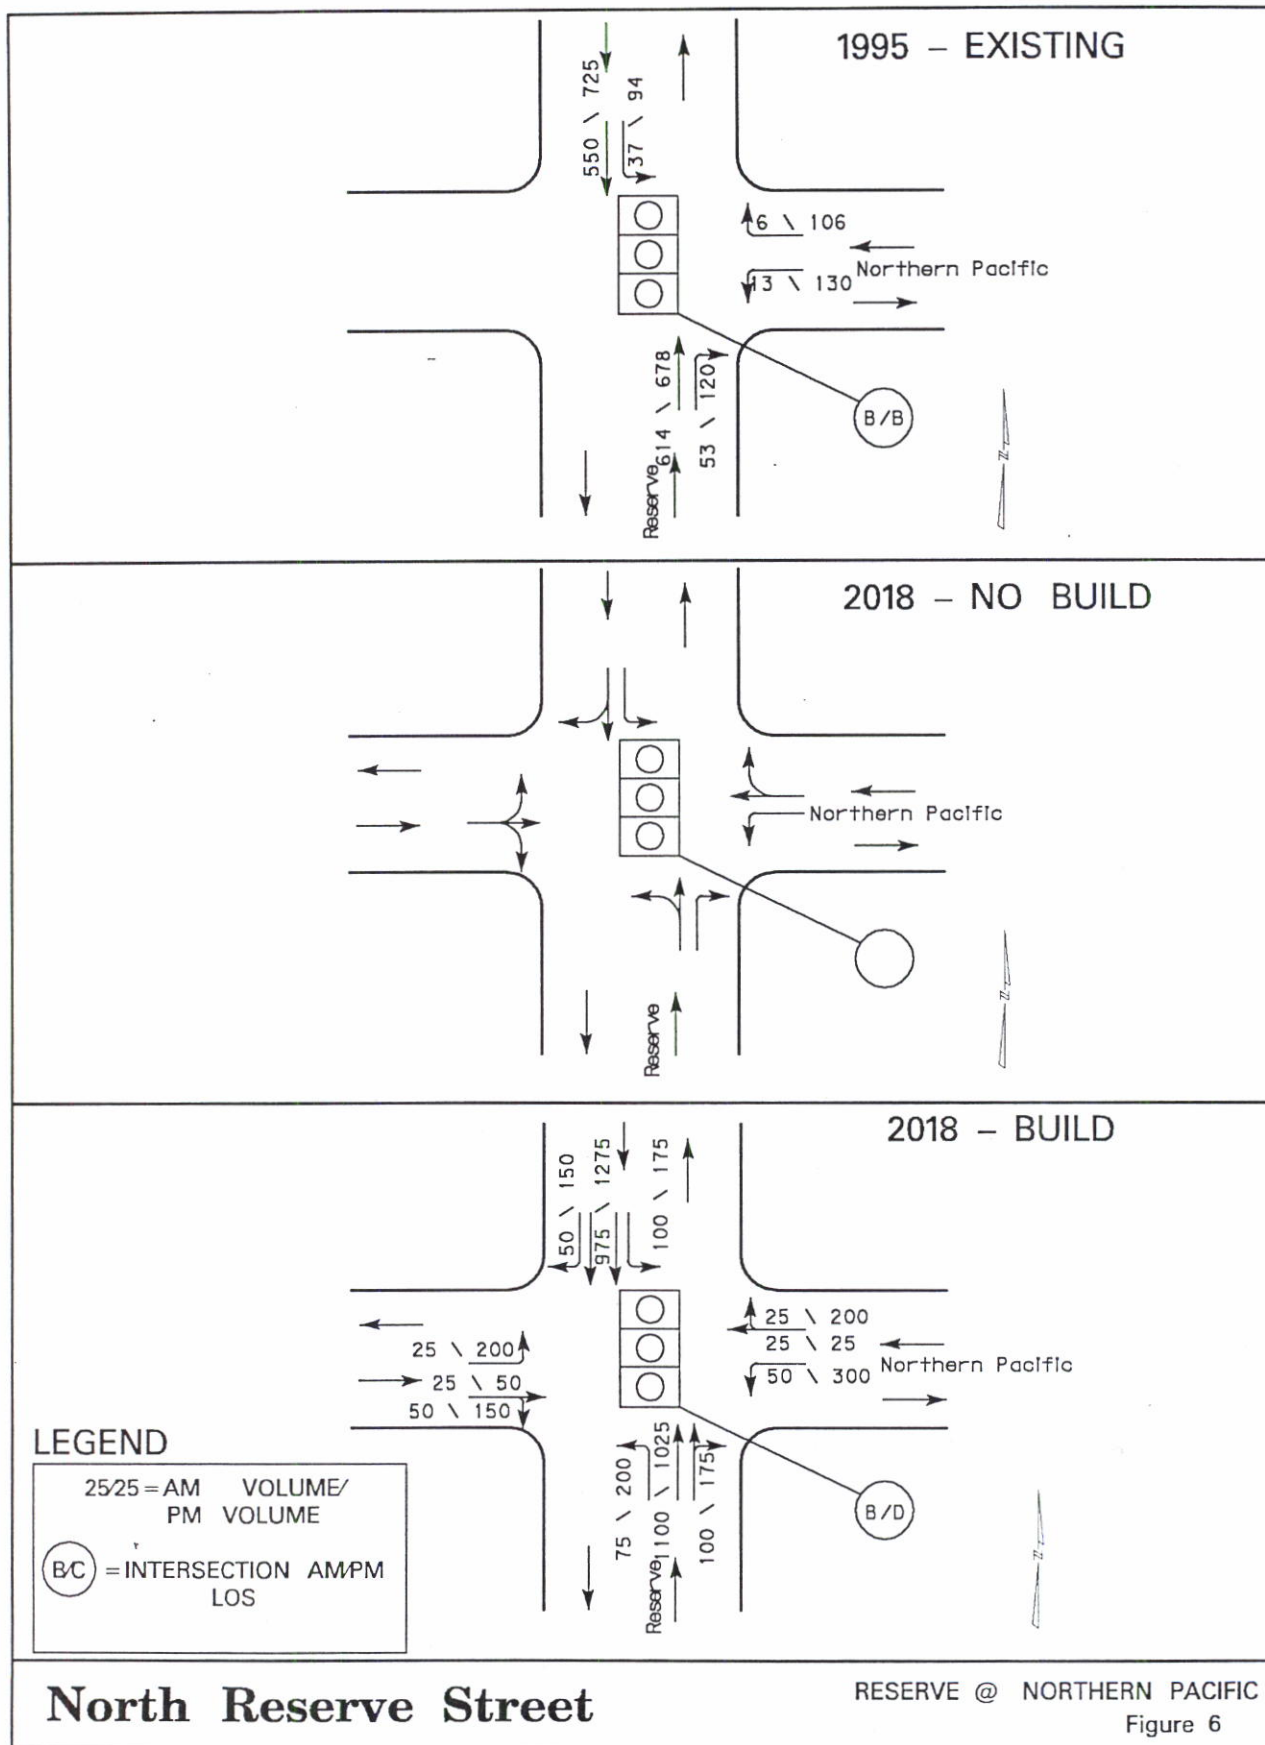 1995 - EXISTING
550 \ 725
37 \ 94
6 \ 106
Northern Pacific
13 \ 130
614 \ 678
53 \ 120
Reserve
B/B
N
2018 - NO BUILD
Northern Pacific
Reserve
N
2018 - BUILD
50 \ 150
975 \ 1275
100 \ 175
25 \ 200
25 \ 25
50 \ 300
Northern Pacific
25 \ 200
25 \ 50
50 \ 150
75 \ 200
1100 \ 1025
100 \ 175
Reserve
B/D
N
LEGEND
25/25 = AM VOLUME/
PM VOLUME
B/C = INTERSECTION AM/PM
LOS
North Reserve Street
RESERVE @ NORTHERN PACIFIC
Figure 6